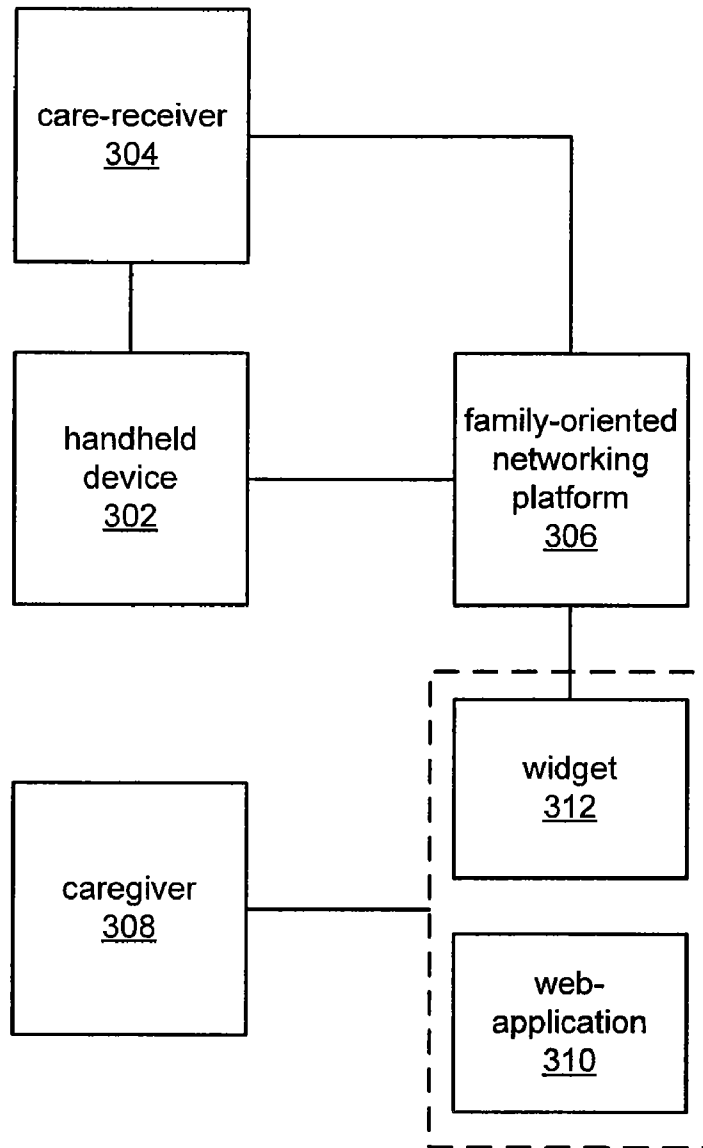 care-receiver
304
handheld
device
302
family-oriented
networking
platform
306
widget
312
caregiver
308
web-
application
310